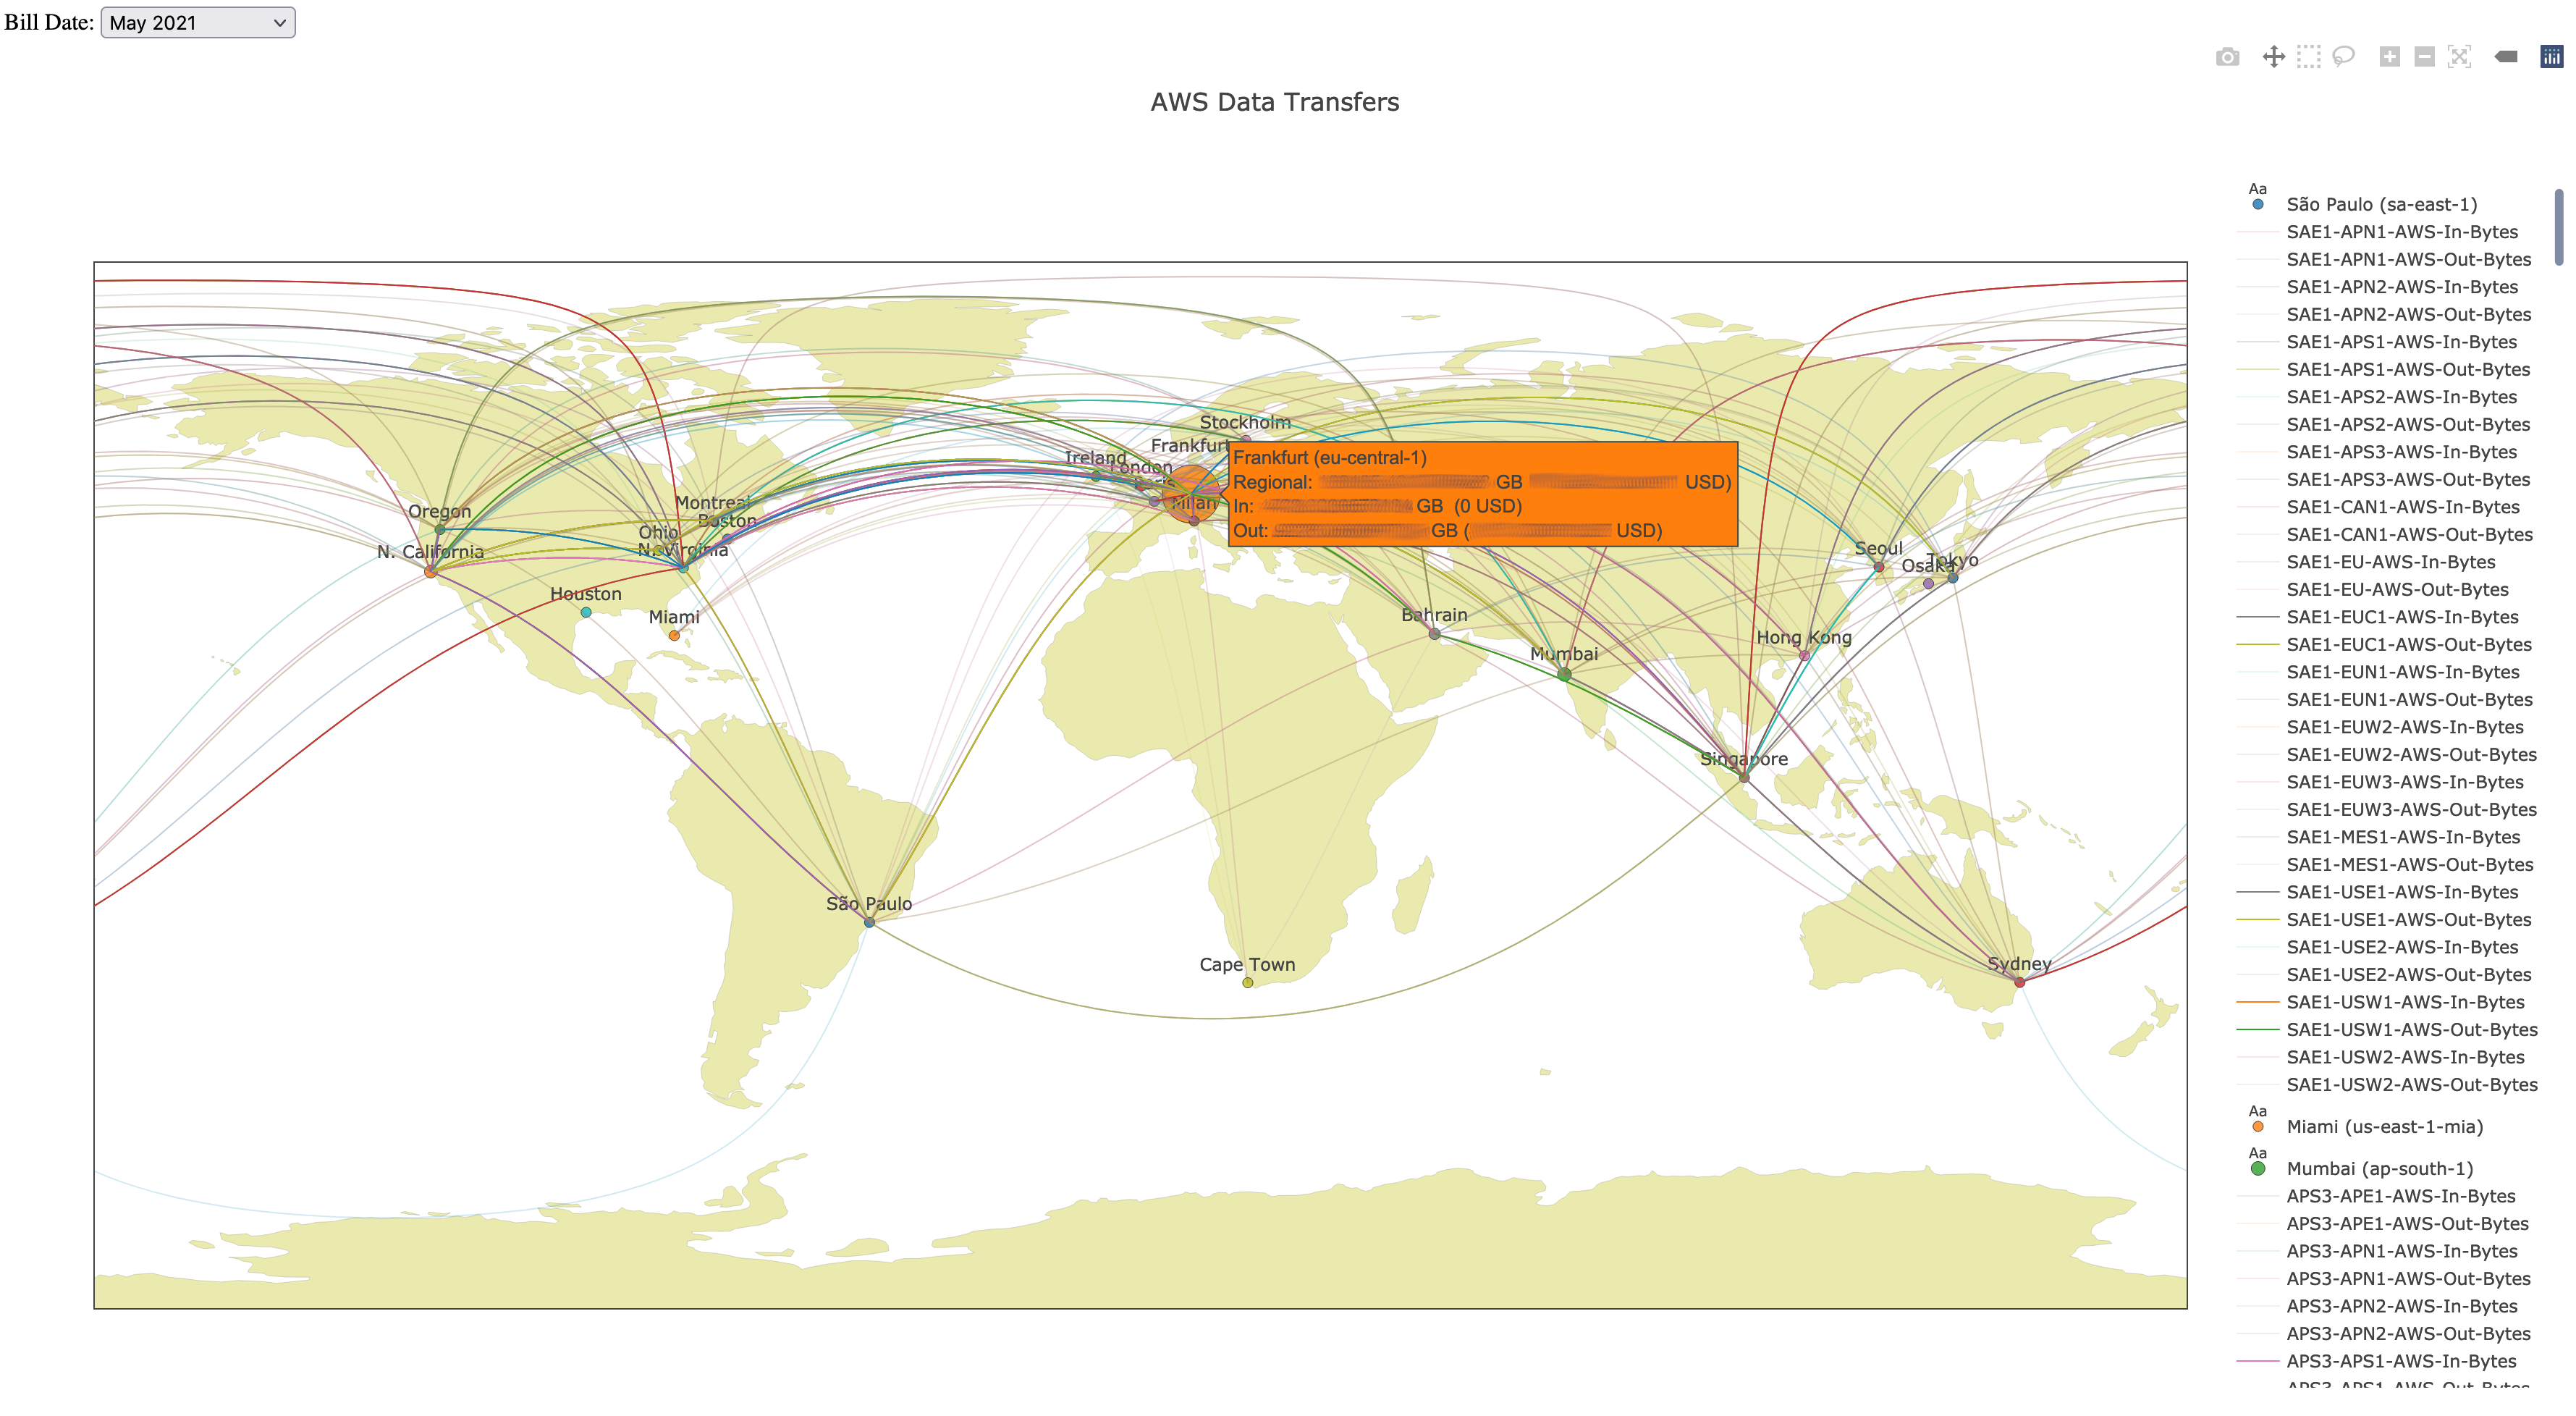 Bill Date: May 2021
AWS Data Transfers
Stockholm
Frankfurt
Ireland
London
Paris
Milan
Frankfurt (eu-central-1)
Regional: GB USD)
In: GB (0 USD)
Out: GB ( USD)
Montreal
Boston
Oregon
Ohio
N. Virginia
N. California
Houston
Miami
Seoul
Tokyo
Osaka
Bahrain
Hong Kong
Mumbai
Singapore
São Paulo
Cape Town
Sydney
Aa
São Paulo (sa-east-1)
SAE1-APN1-AWS-In-Bytes
SAE1-APN1-AWS-Out-Bytes
SAE1-APN2-AWS-In-Bytes
SAE1-APN2-AWS-Out-Bytes
SAE1-APS1-AWS-In-Bytes
SAE1-APS1-AWS-Out-Bytes
SAE1-APS2-AWS-In-Bytes
SAE1-APS2-AWS-Out-Bytes
SAE1-APS3-AWS-In-Bytes
SAE1-APS3-AWS-Out-Bytes
SAE1-CAN1-AWS-In-Bytes
SAE1-CAN1-AWS-Out-Bytes
SAE1-EU-AWS-In-Bytes
SAE1-EU-AWS-Out-Bytes
SAE1-EUC1-AWS-In-Bytes
SAE1-EUC1-AWS-Out-Bytes
SAE1-EUN1-AWS-In-Bytes
SAE1-EUN1-AWS-Out-Bytes
SAE1-EUW2-AWS-In-Bytes
SAE1-EUW2-AWS-Out-Bytes
SAE1-EUW3-AWS-In-Bytes
SAE1-EUW3-AWS-Out-Bytes
SAE1-MES1-AWS-In-Bytes
SAE1-MES1-AWS-Out-Bytes
SAE1-USE1-AWS-In-Bytes
SAE1-USE1-AWS-Out-Bytes
SAE1-USE2-AWS-In-Bytes
SAE1-USE2-AWS-Out-Bytes
SAE1-USW1-AWS-In-Bytes
SAE1-USW1-AWS-Out-Bytes
SAE1-USW2-AWS-In-Bytes
SAE1-USW2-AWS-Out-Bytes
Aa
Miami (us-east-1-mia)
Aa
Mumbai (ap-south-1)
APS3-APE1-AWS-In-Bytes
APS3-APE1-AWS-Out-Bytes
APS3-APN1-AWS-In-Bytes
APS3-APN1-AWS-Out-Bytes
APS3-APN2-AWS-In-Bytes
APS3-APN2-AWS-Out-Bytes
APS3-APS1-AWS-In-Bytes
APS3-APS1-AWS-Out-Bytes